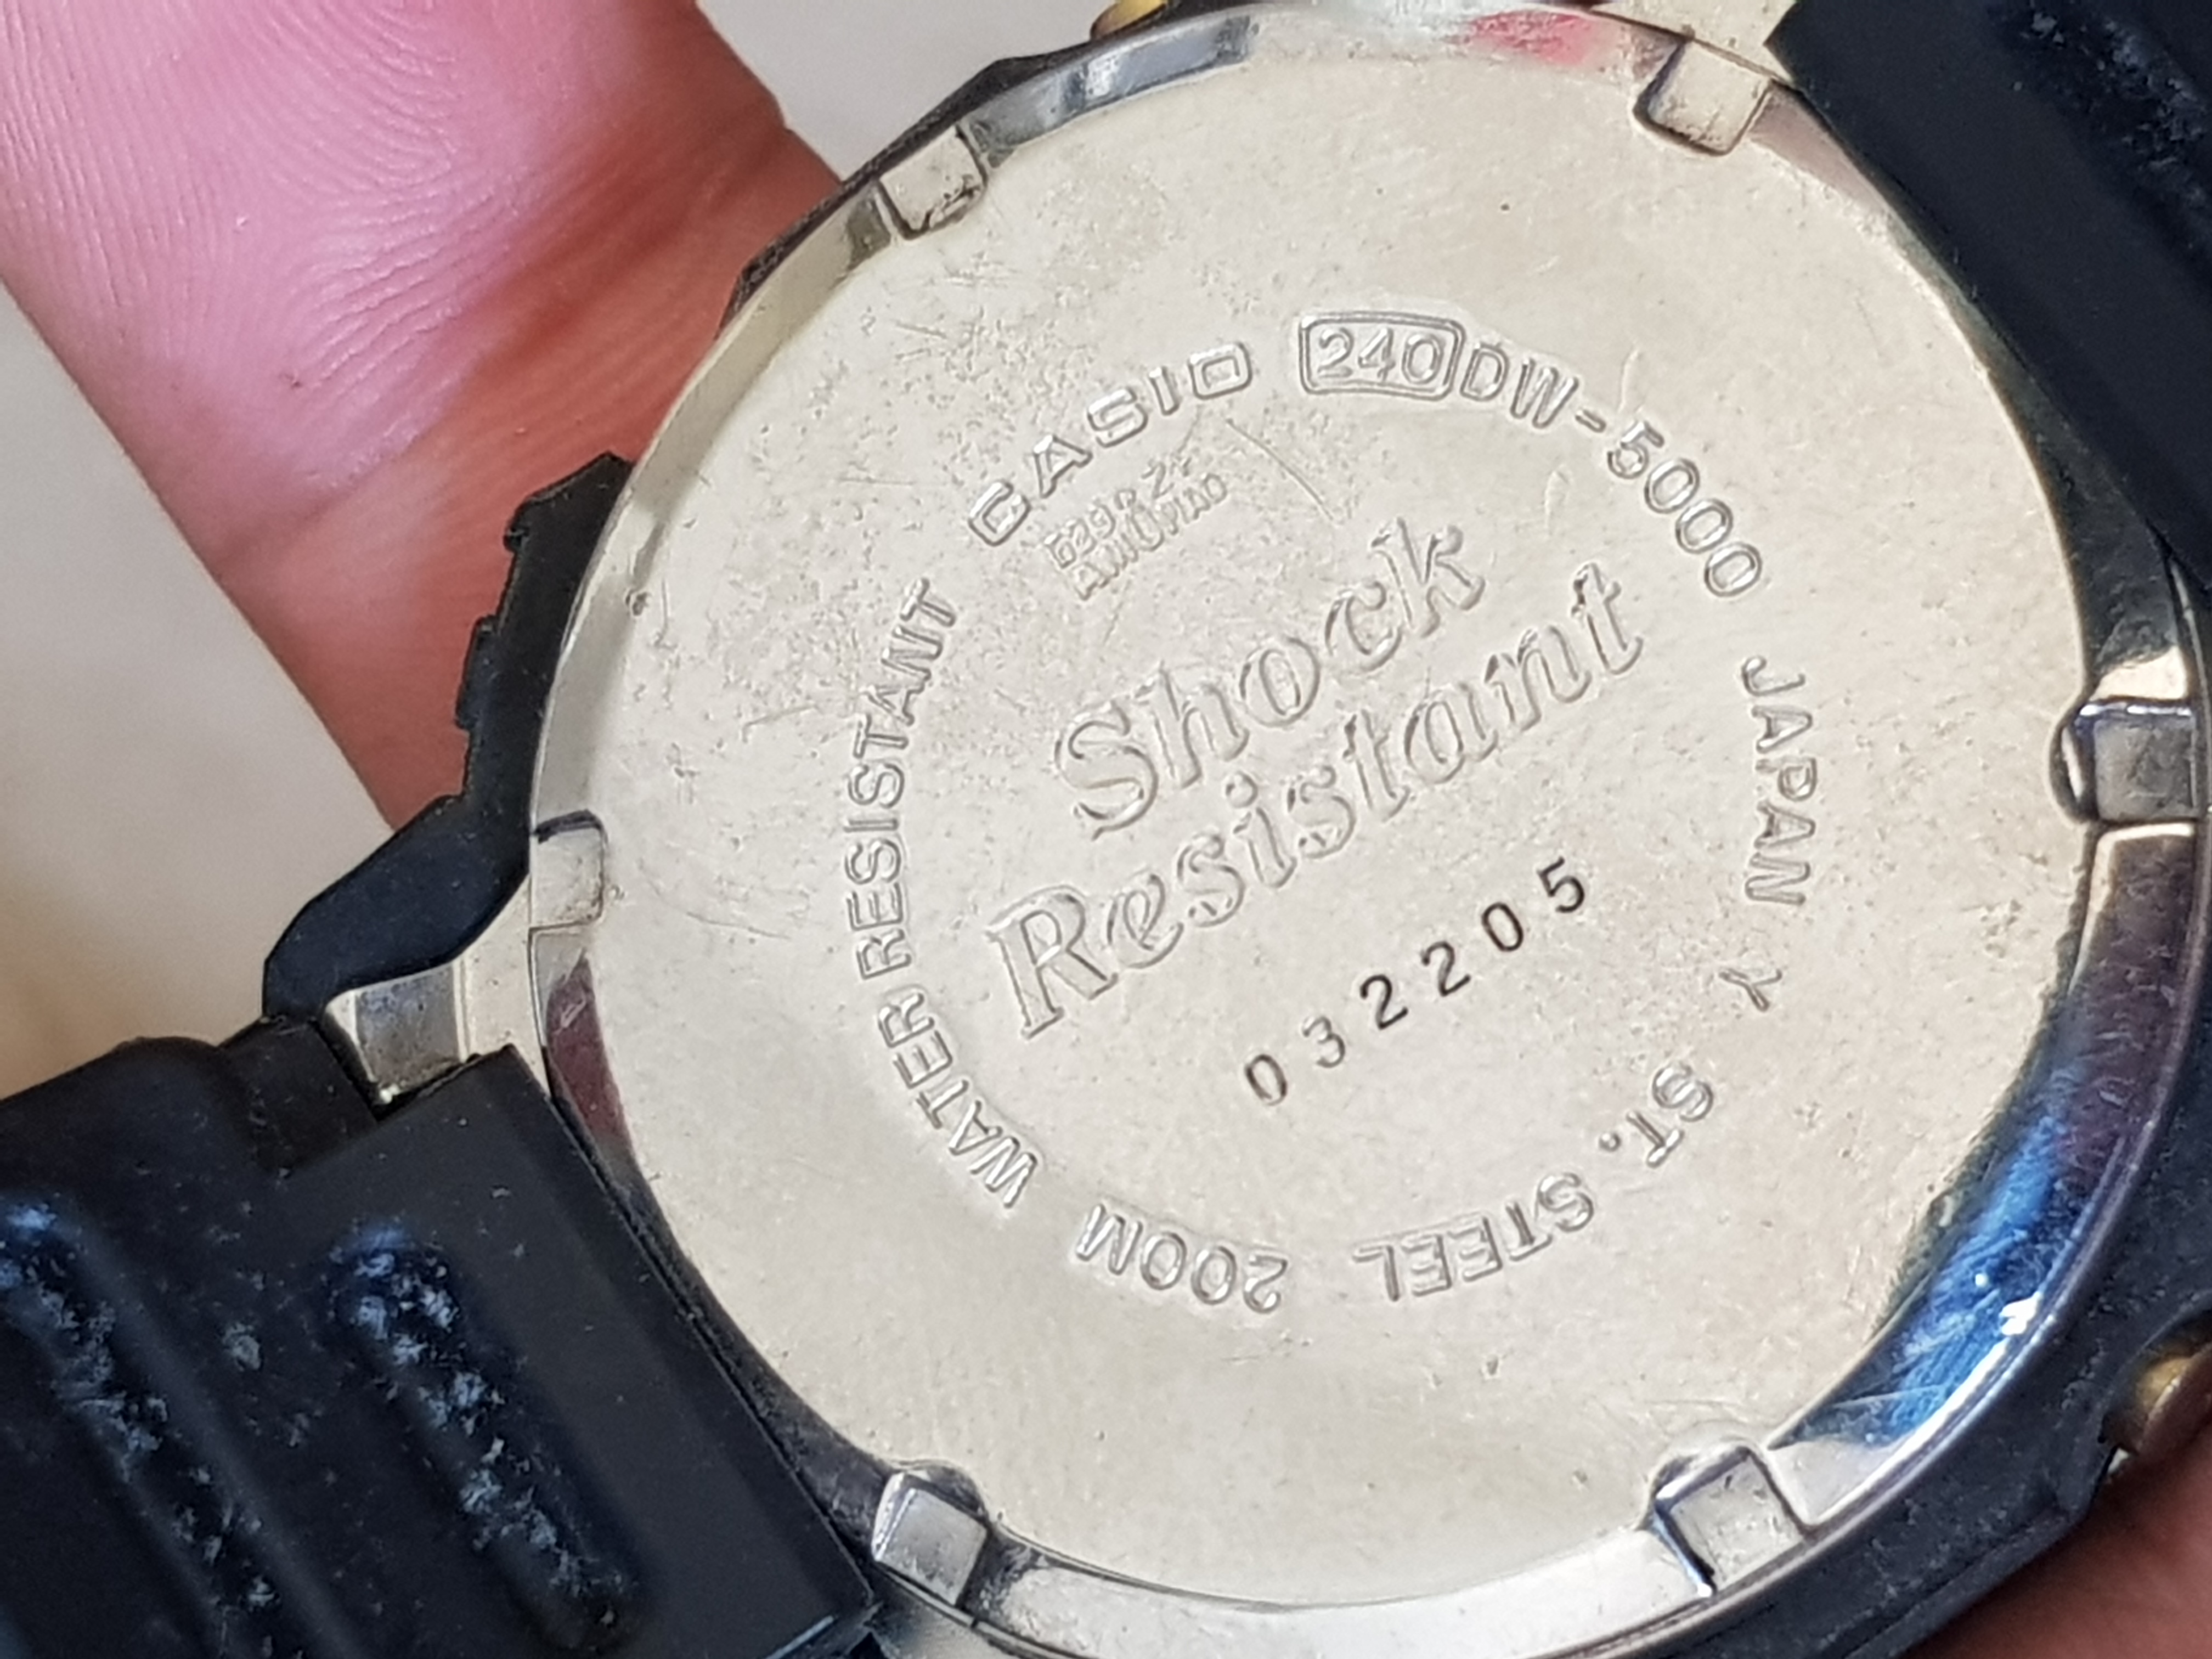 CASIO 240 DW-5000 JAPAN Y ST. STEEL 200M WATER RESISTANT
Shock
Resistant
032205